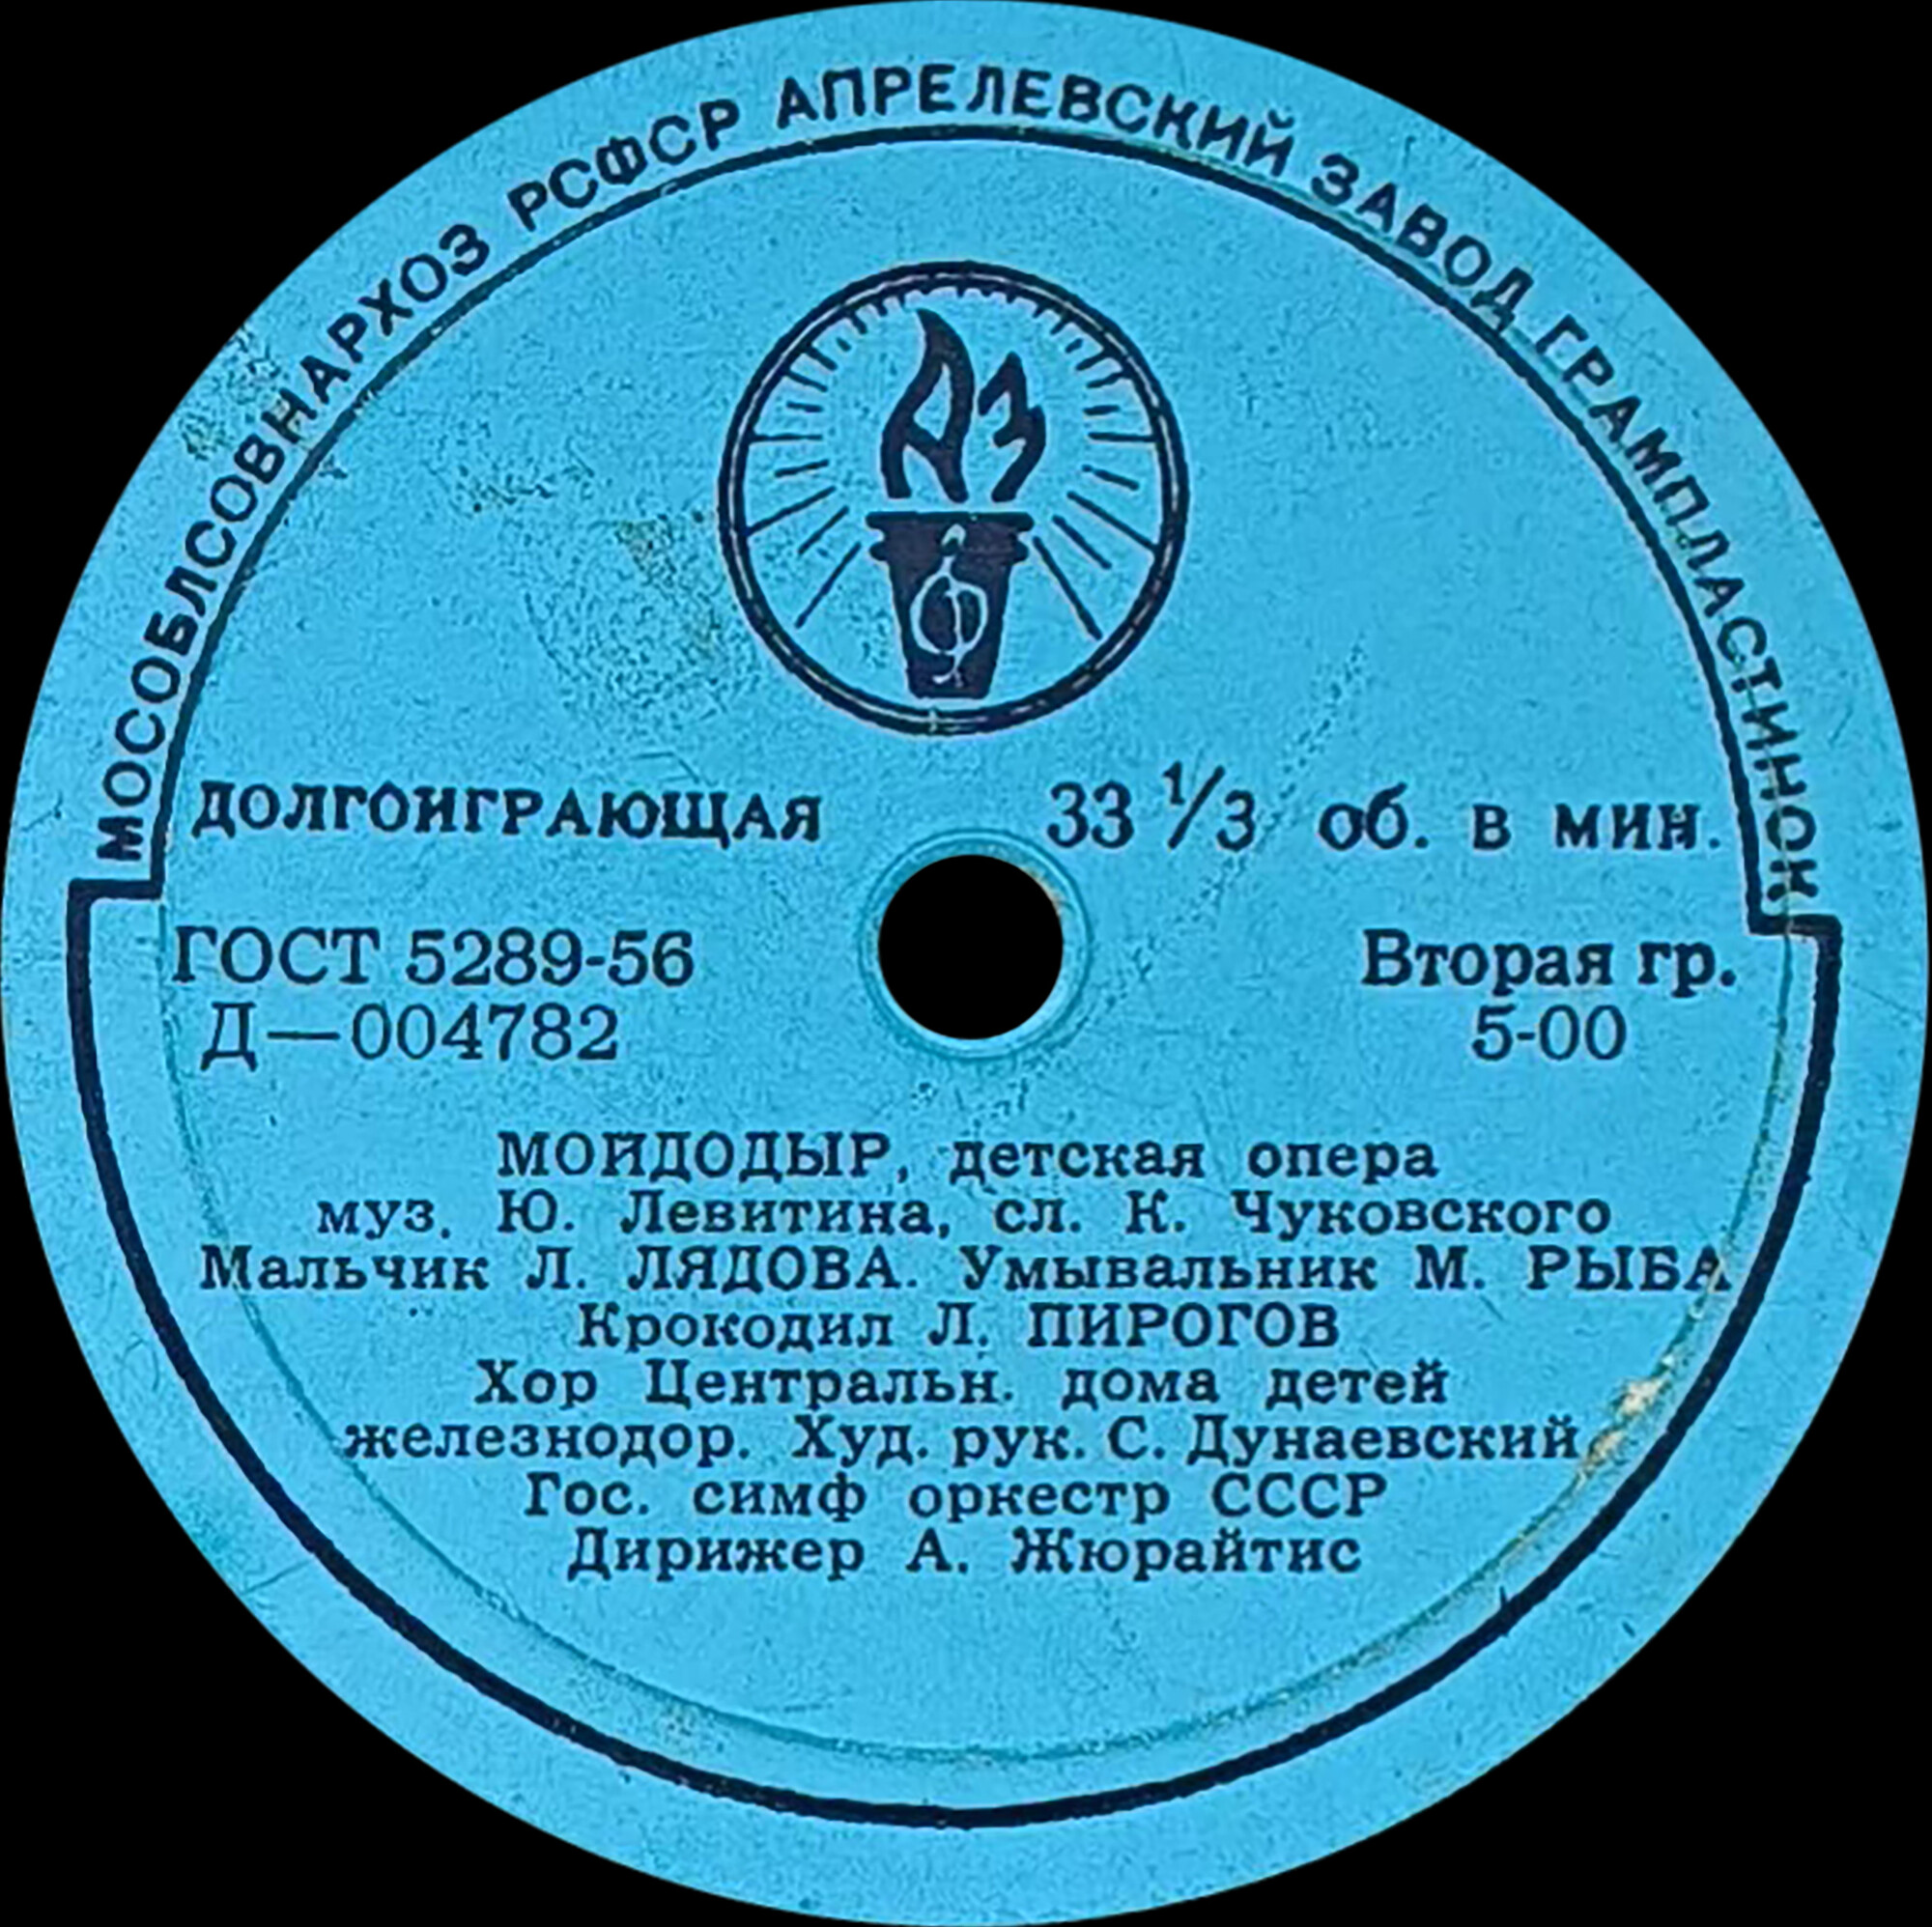 МОСОБЛСОВНАРХОЗ РСФСР АПРЕЛЕВСКИЙ ЗАВОД ГРАМПЛАСТИНОК
АЗ
Ф
ДОЛГОИГРАЮЩАЯ 33 1/3 об. в мин.
ГОСТ 5289-56 Вторая гр.
Д—004782 5-00
МОЙДОДЫР, детская опера
муз. Ю. Левитина, сл. К. Чуковского
Мальчик Л. ЛЯДОВА. Умывальник М. РЫБА
Крокодил Л. ПИРОГОВ
Хор Центральн. дома детей
железнодор. Худ. рук. С. Дунаевский
Гос. симф оркестр СССР
Дирижер А. Жюрайтис